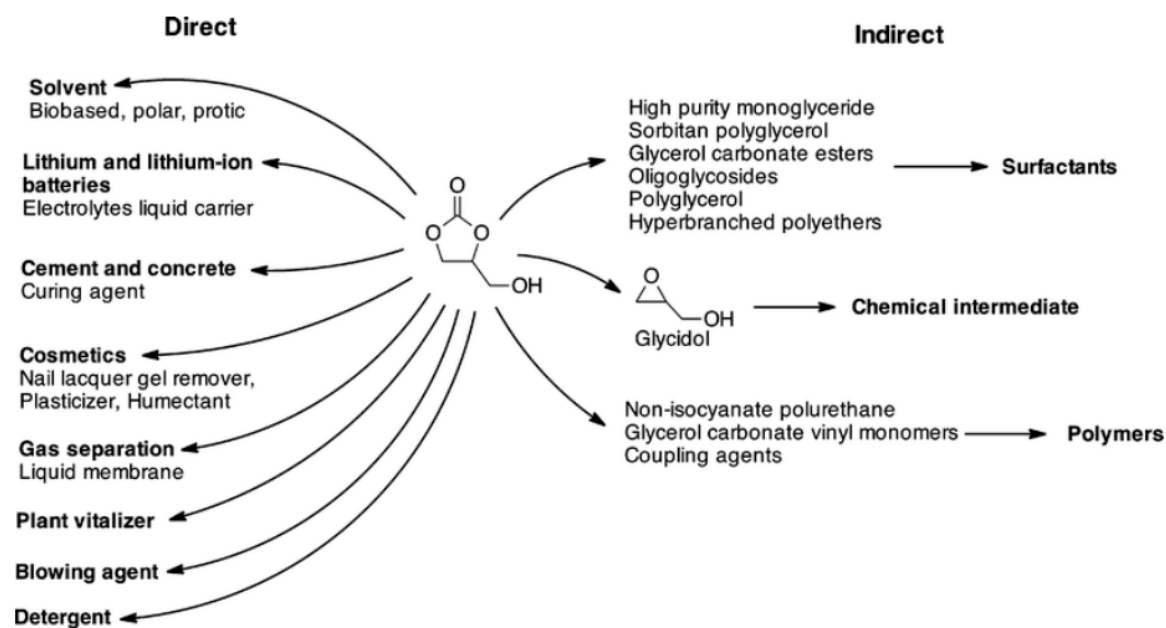 Direct
Solvent
Biobased, polar, protic
Lithium and lithium-ion
batteries
Electrolytes liquid carrier
Cement and concrete
Curing agent
Cosmetics
Nail lacquer gel remover,
Plasticizer, Humectant
Gas separation
Liquid membrane
Plant vitalizer
Blowing agent
Detergent
O
O
O
OH
Indirect
High purity monoglyceride
Sorbitan polyglycerol
Glycerol carbonate esters
Oligoglycosides
Polyglycerol
Hyperbranched polyethers
Surfactants
O
OH
Glycidol
Chemical intermediate
Non-isocyanate polurethane
Glycerol carbonate vinyl monomers
Coupling agents
Polymers